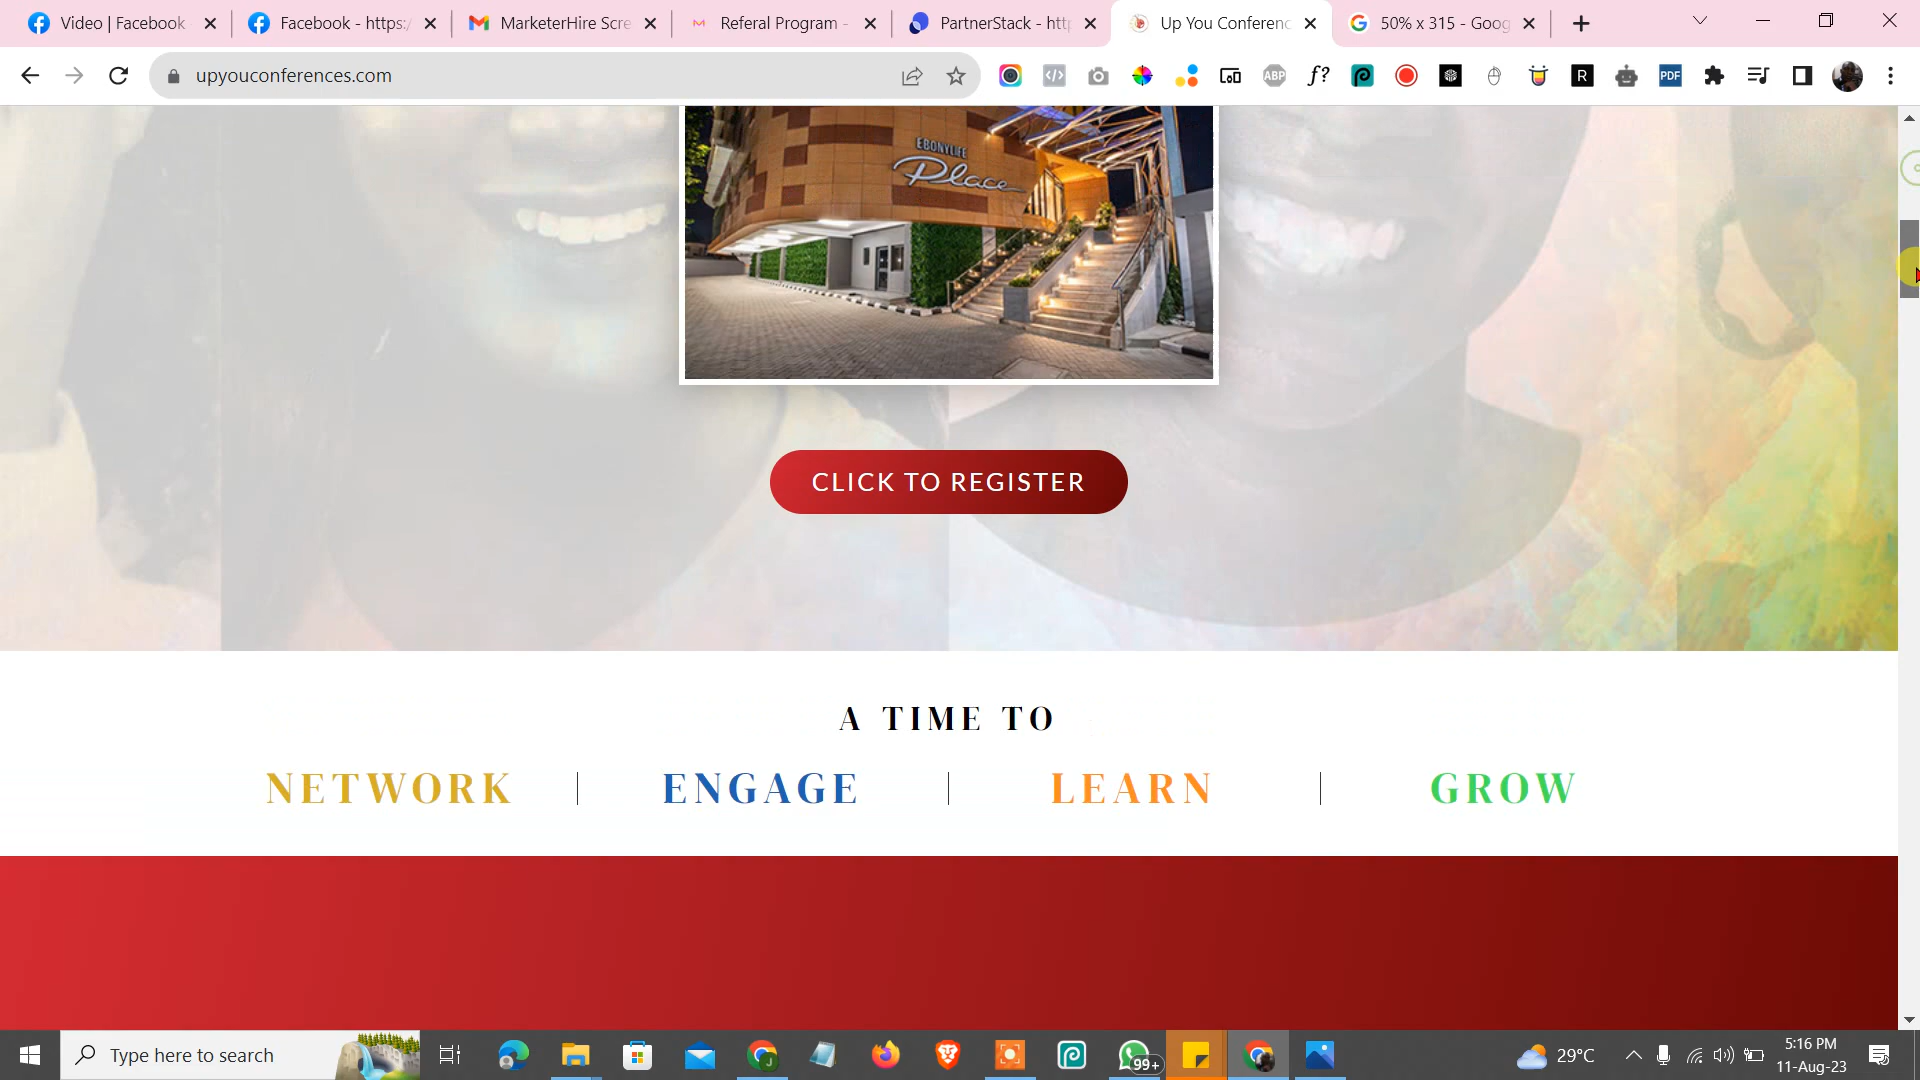 Video | Facebook
Facebook - https:/
MarketerHire Scre
Referal Program -
PartnerStack - http
Up You Conferenc
50% x 315 - Goog
upyouconferences.com
ABP
f?
R
PDF
EBONYLIFE
Place
CLICK TO REGISTER
A TIME TO
NETWORK | ENGAGE | LEARN | GROW
Type here to search
J
99+
29°C
5:16 PM
11-Aug-23